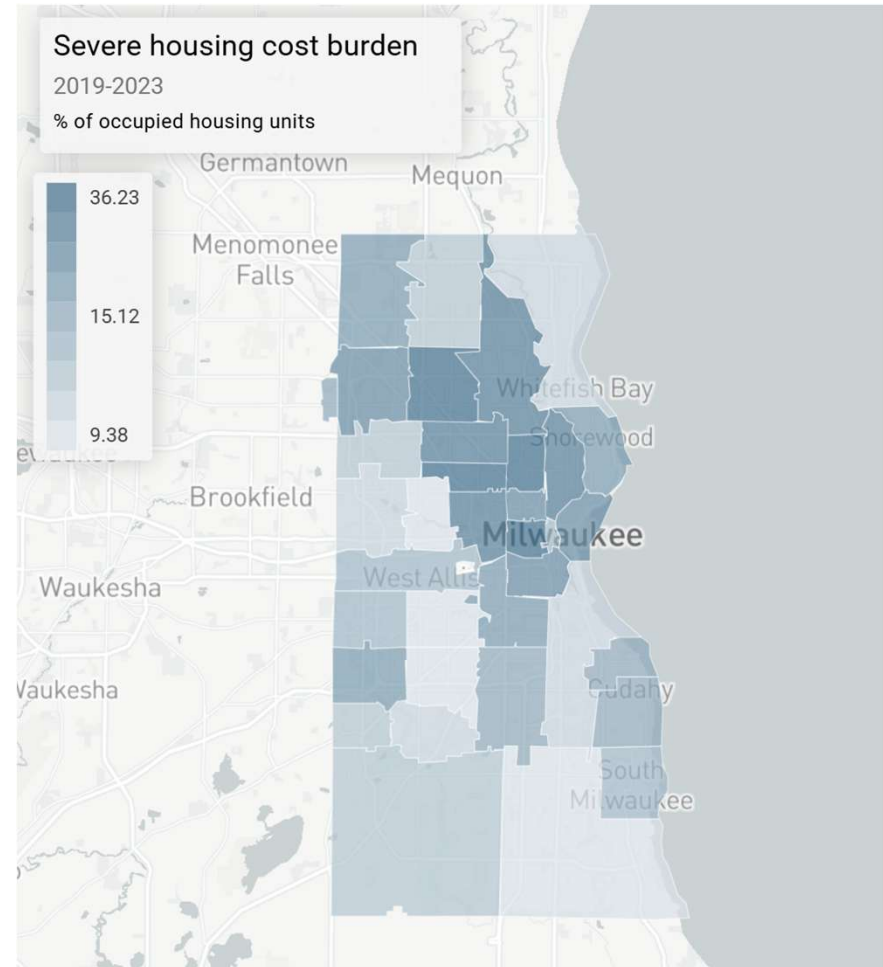 Severe housing cost burden
2019-2023
% of occupied housing units
Germantown
Mequon
36.23
Menomonee
Falls
15.12
Whitefish Bay
Shorewood
9.38
Brookfield
Milwaukee
West Allis
Waukesha
Waukesha
Cudahy
South
Milwaukee